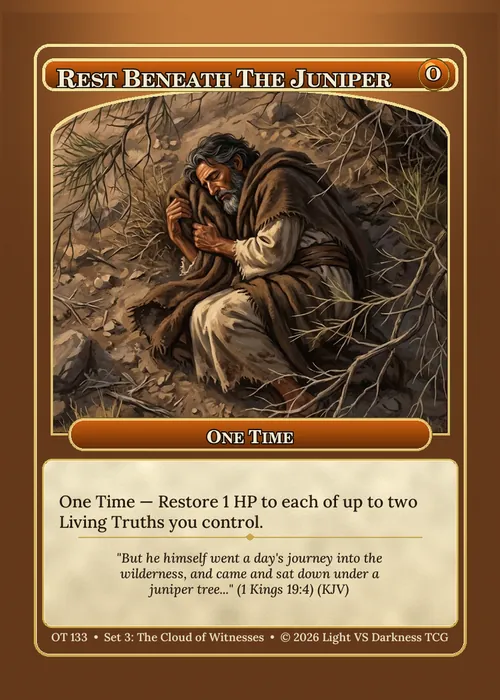 Rest Beneath The Juniper
0
One Time
One Time — Restore 1 HP to each of up to two
Living Truths you control.
"But he himself went a day's journey into the
wilderness, and came and sat down under a
juniper tree..." (1 Kings 19:4) (KJV)
OT 133 • Set 3: The Cloud of Witnesses • © 2026 Light VS Darkness TCG